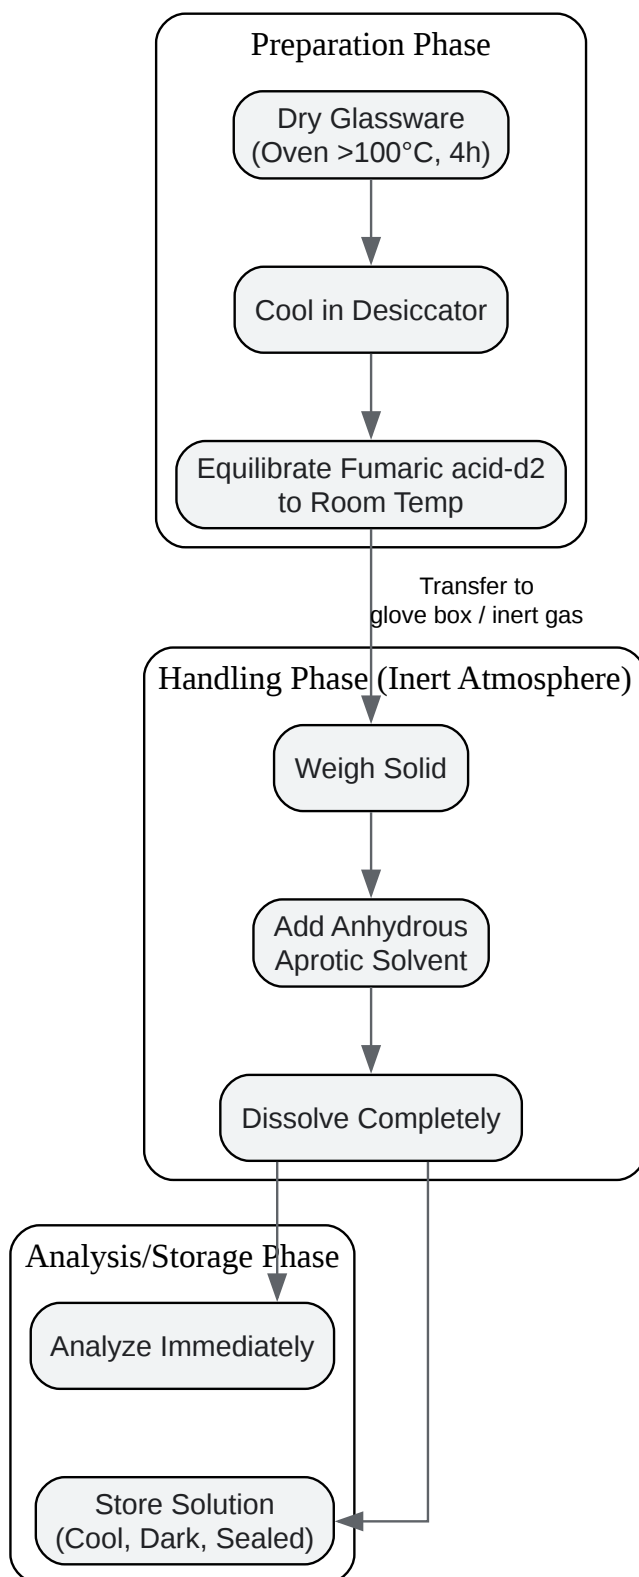 Preparation Phase
Dry Glassware
(Oven >100°C, 4h)
Cool in Desiccator
Equilibrate Fumaric acid-d2
to Room Temp
Transfer to
glove box / inert gas
Handling Phase (Inert Atmosphere)
Weigh Solid
Add Anhydrous
Aprotic Solvent
Dissolve Completely
Analysis/Storage Phase
Analyze Immediately
Store Solution
(Cool, Dark, Sealed)